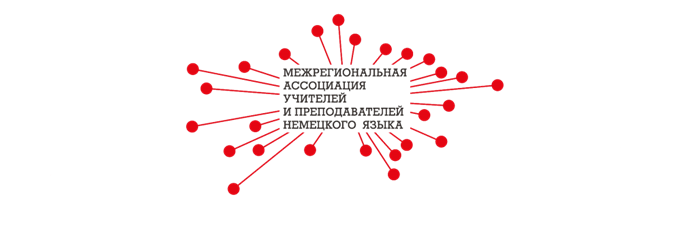 МЕЖРЕГИОНАЛЬНАЯ
АССОЦИАЦИЯ
УЧИТЕЛЕЙ
И ПРЕПОДАВАТЕЛЕЙ
НЕМЕЦКОГО ЯЗЫКА